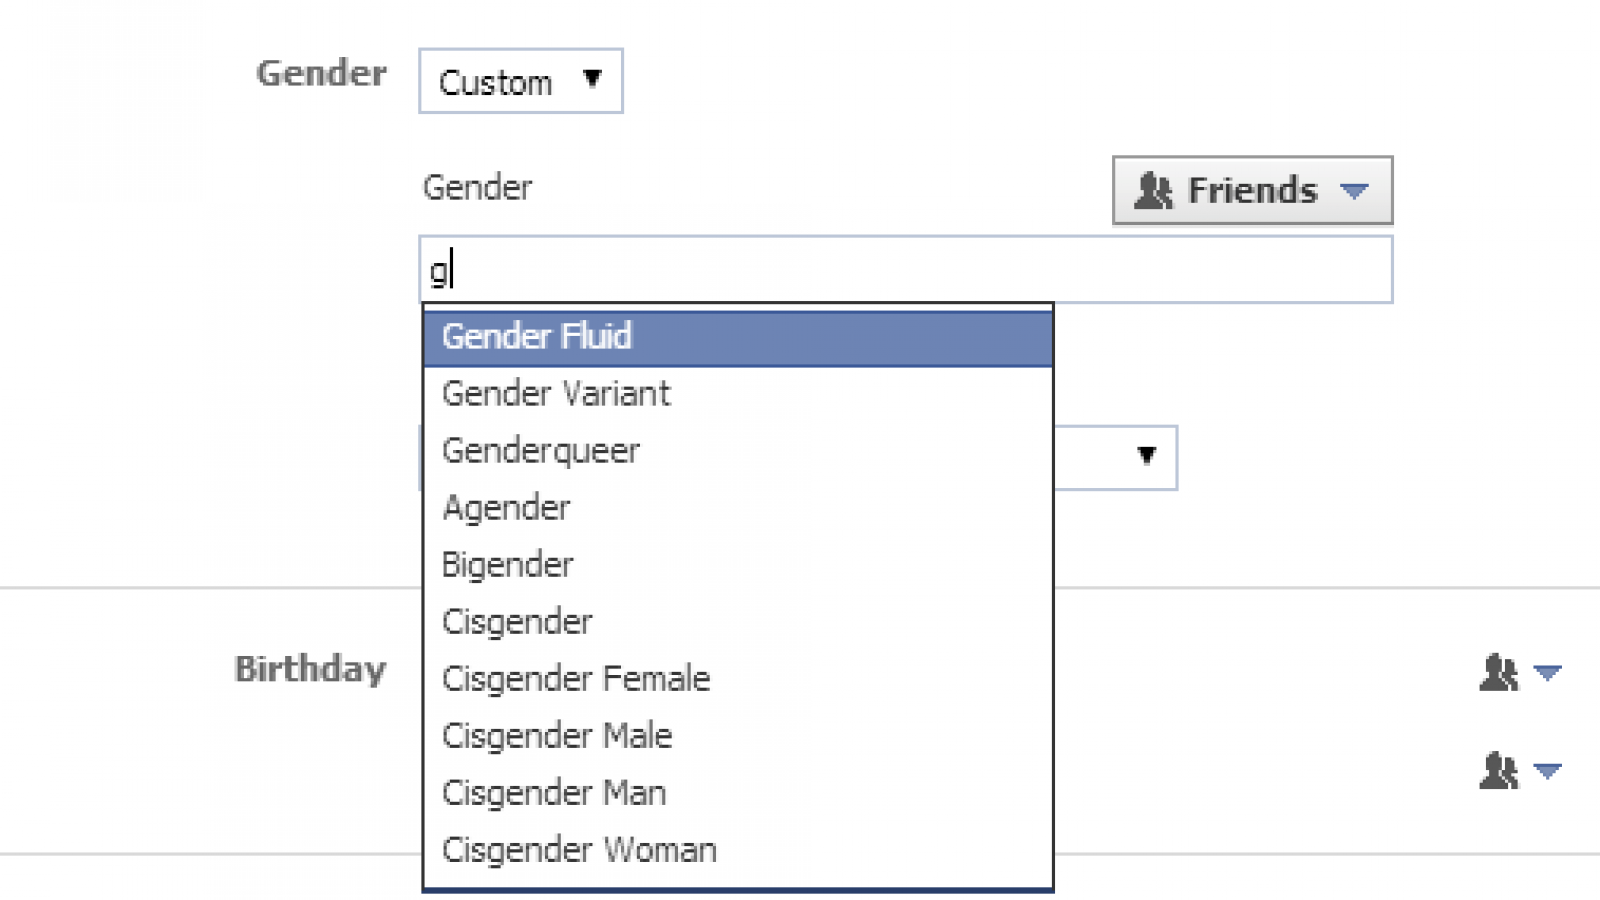 Gender Custom
Gender Friends
g
Gender Fluid
Gender Variant
Genderqueer
Agender
Bigender
Cisgender
Birthday
Cisgender Female
Cisgender Male
Cisgender Man
Cisgender Woman